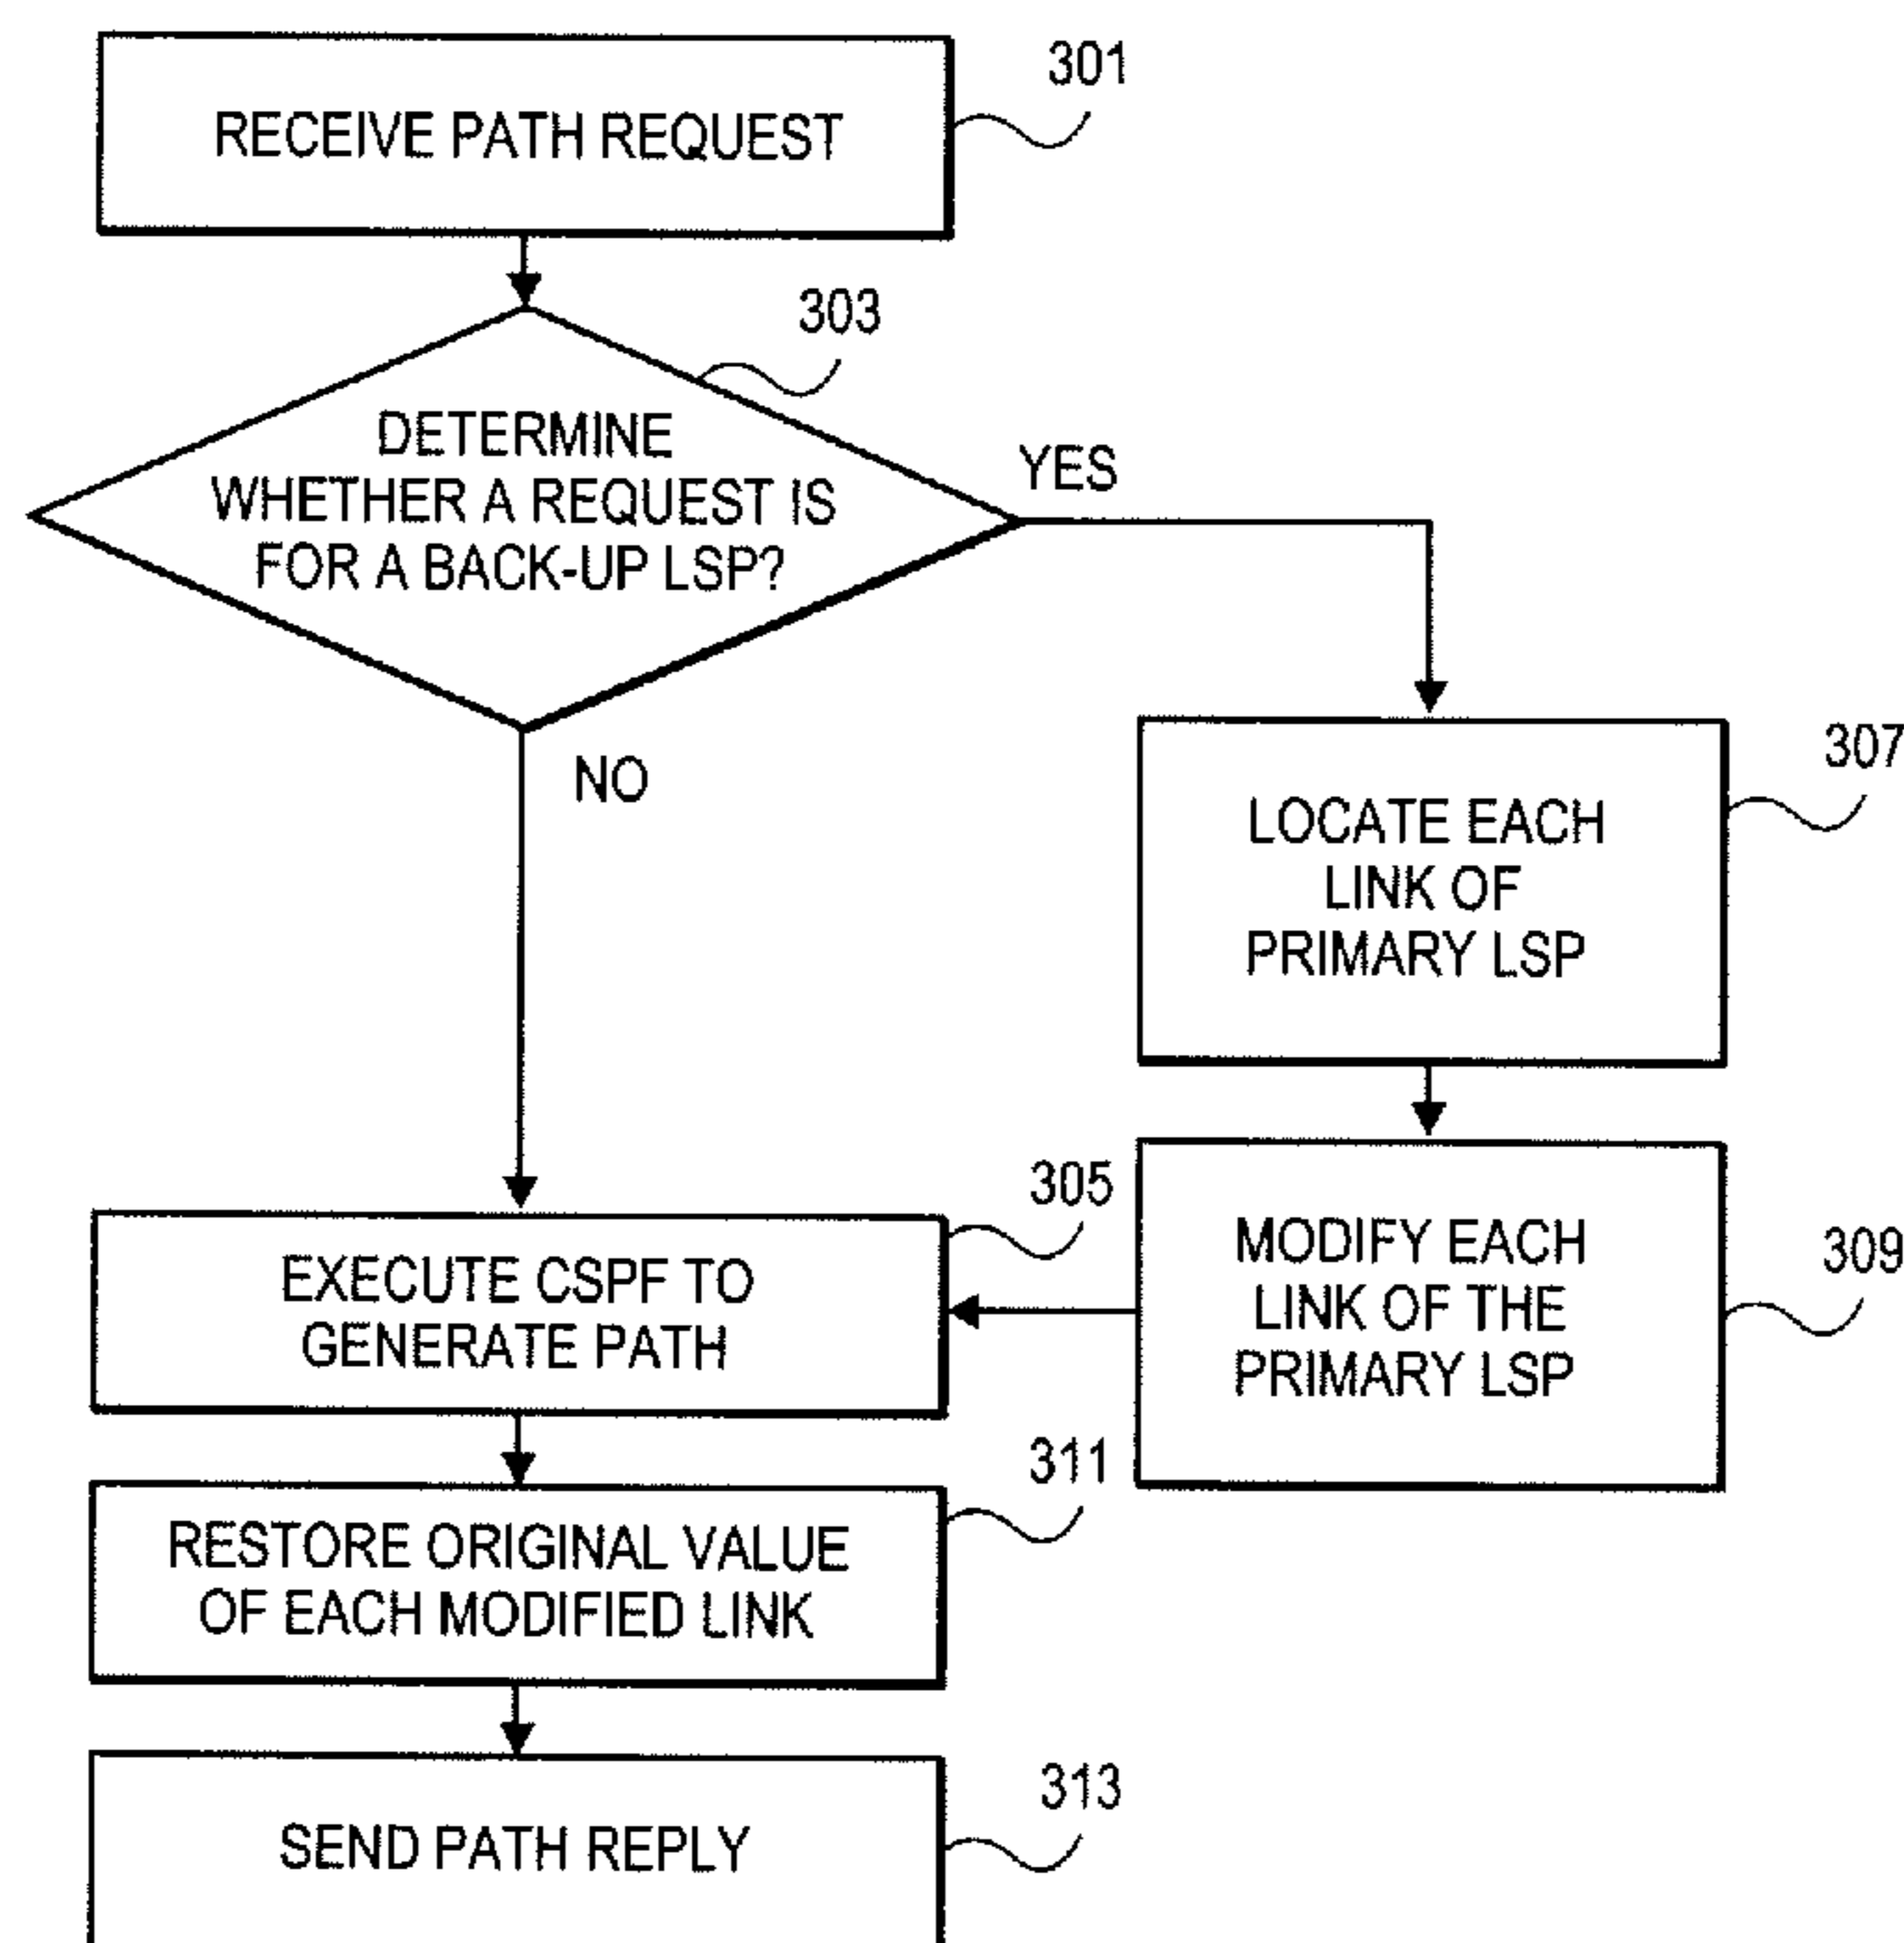 RECEIVE PATH REQUEST
301
303
DETERMINE
WHETHER A REQUEST IS
FOR A BACK-UP LSP?
YES
NO
307
LOCATE EACH
LINK OF
PRIMARY LSP
309
MODIFY EACH
LINK OF THE
PRIMARY LSP
305
EXECUTE CSPF TO
GENERATE PATH
311
RESTORE ORIGINAL VALUE
OF EACH MODIFIED LINK
313
SEND PATH REPLY